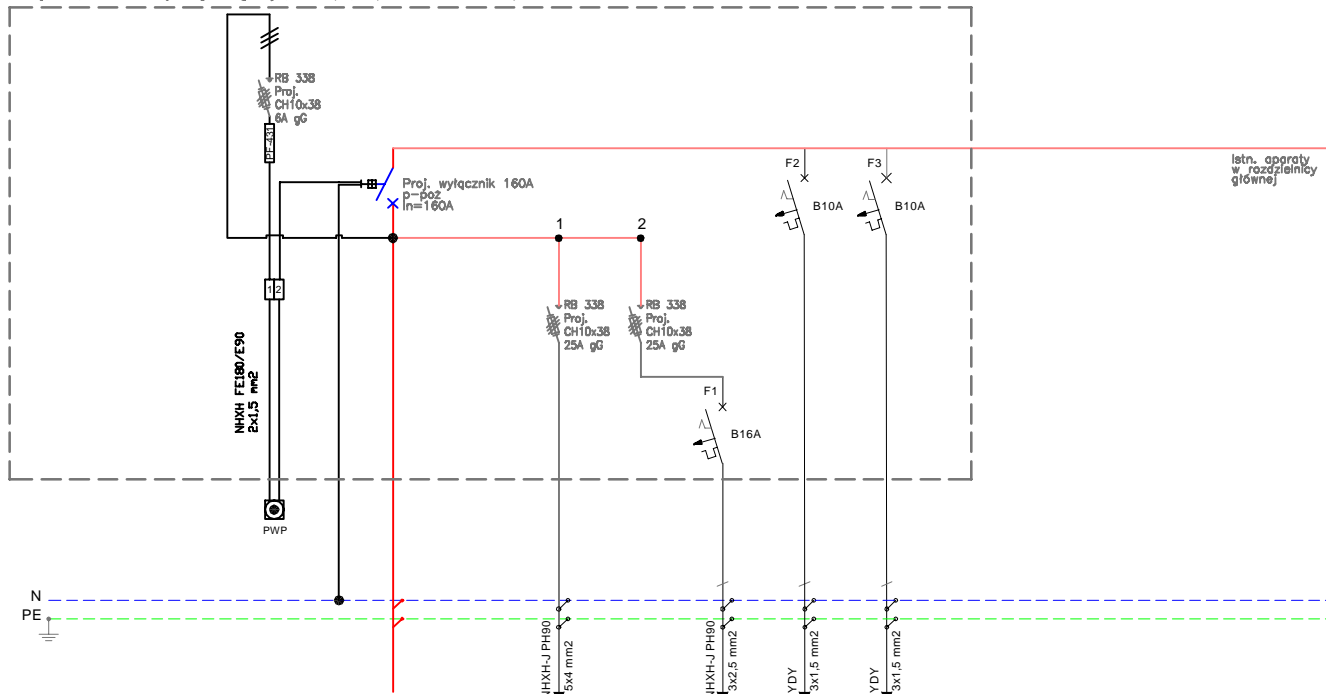 RB 338
Proj.
CH10x38
6A gG
PF-431
Proj. wyłącznik 160A
p-poż
In=160A
F2
F3
B10A
B10A
Istn. aparaty
w rozdzielnicy
głównej
1
2
1 2
RB 338
Proj.
CH10x38
25A gG
RB 338
Proj.
CH10x38
25A gG
NHXH FE180/E90
2x1,5 mm2
F1
B16A
PWP
N
PE
NHXH-J PH90
5x4 mm2
NHXH-J PH90
3x2,5 mm2
YDY
3x1,5 mm2
YDY
3x1,5 mm2